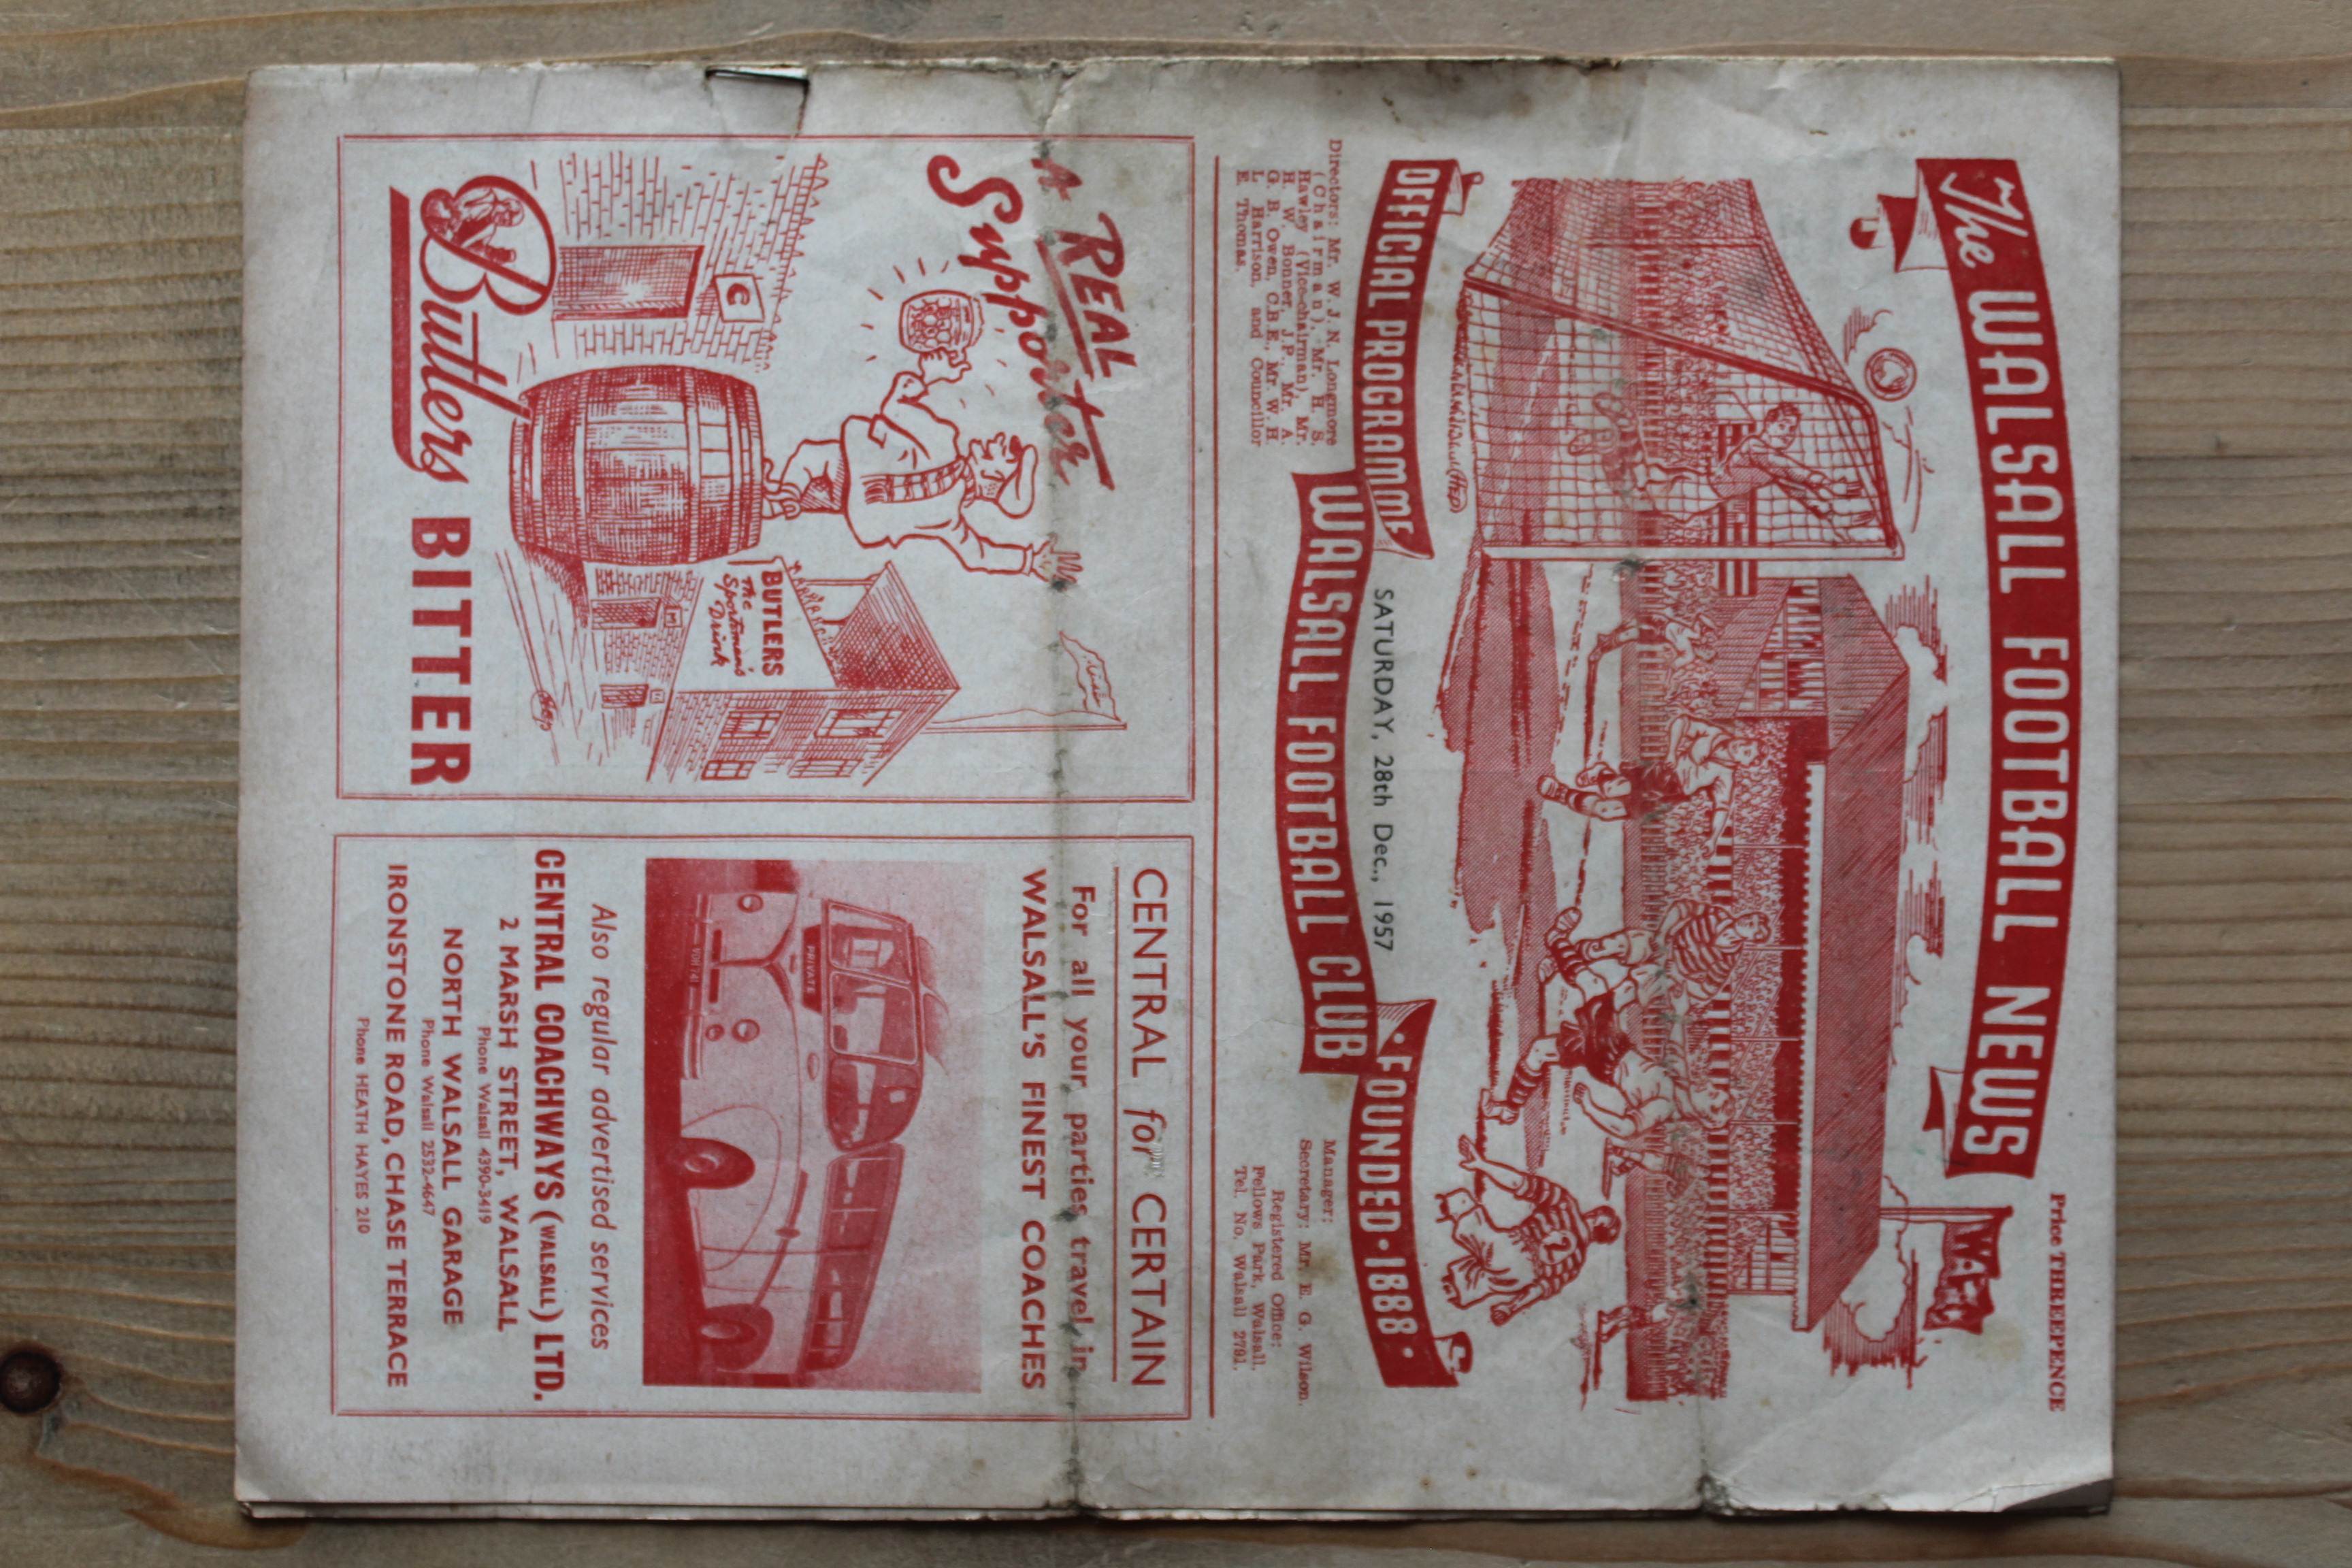 Price THREEPENCE
The WALSALL FOOTBALL NEWS
W.A.F.C
OFFICIAL PROGRAMME
SATURDAY, 28th Dec., 1957
FOUNDED · 1888 ·
WALSALL FOOTBALL CLUB
Directors: Mr. W. J. N. Longmore
(Chairman), Mr. H. S.
Hawley (Vice-chairman) Mr.
H. W. Bonner, J.P., Mr. A.
G. B. Owen, C.B.E., Mr. W. H.
L. Harrison, and Councillor
E. Thomas.
Manager:
Secretary: Mr. E. G. Wilson.
Registered Office:
Fellows Park, Walsall.
Tel. No. Walsall 2791.
A REAL
Supporter
BUTLERS
The
Sportsman's
Drink
Butlers BITTER
CENTRAL for CERTAIN
For all your parties travel in
WALSALL'S FINEST COACHES
PRIVATE
Also regular advertised services
CENTRAL COACHWAYS (WALSALL) LTD.
2 MARSH STREET, WALSALL
Phone Walsall 4390-3419
NORTH WALSALL GARAGE
Phone Walsall 2532-4647
IRONSTONE ROAD, CHASE TERRACE
Phone HEATH HAYES 210